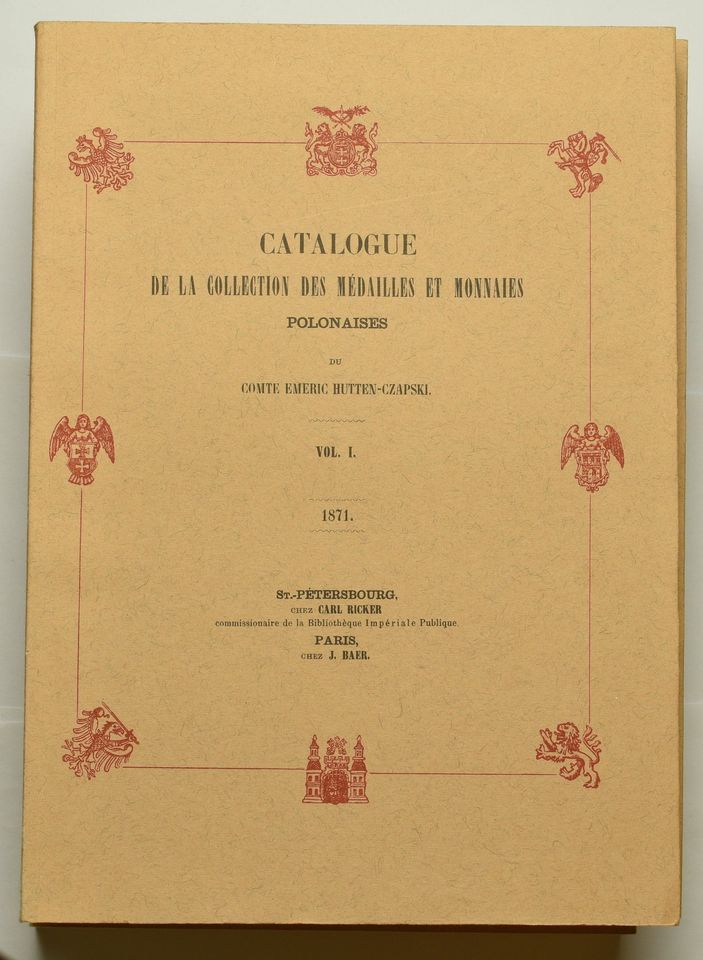 CATALOGUE
DE LA COLLECTION DES MÉDAILLES ET MONNAIES
POLONAISES
DU
COMTE EMERIC HUTTEN-CZAPSKI.
VOL. I.
1871.
ST.-PÉTERSBOURG,
CHEZ CARL RICKER
commissionaire de la Bibliothèque Impériale Publique.
PARIS,
CHEZ J. BAER.